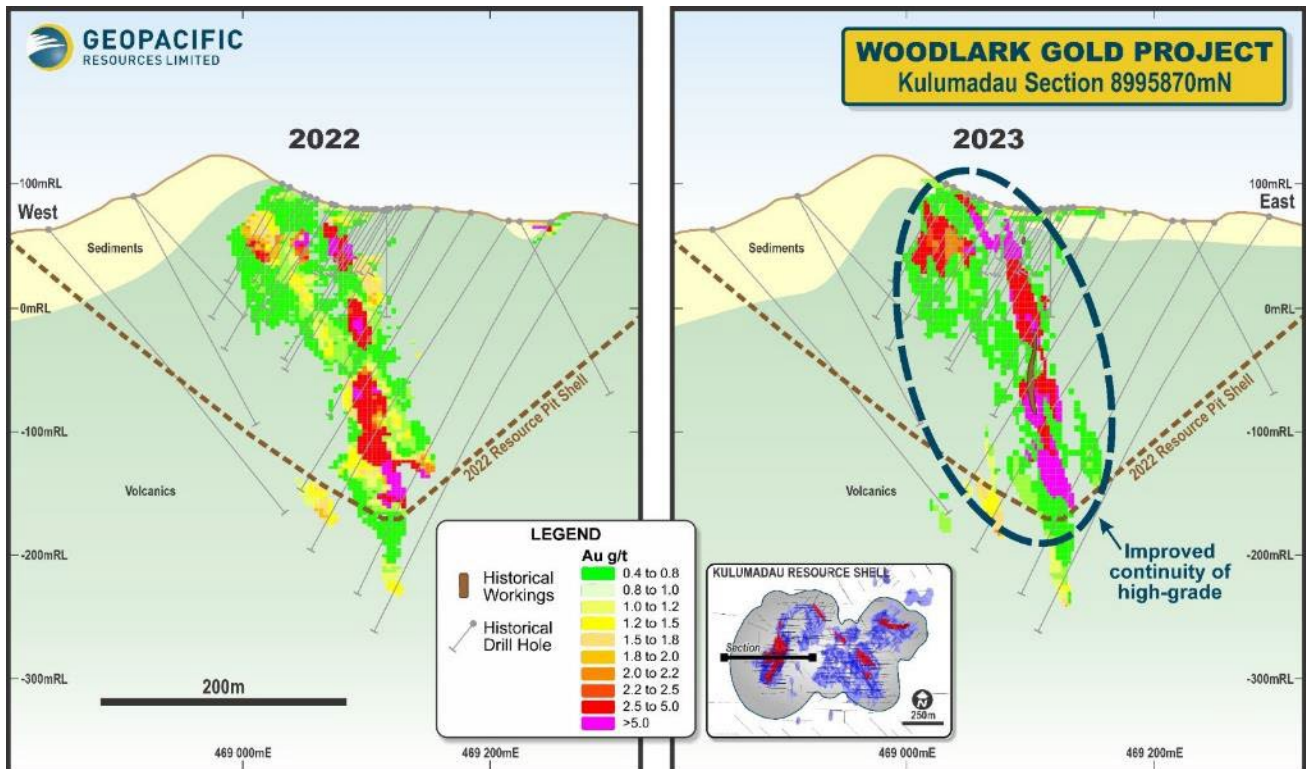 GEOPACIFIC
RESOURCES LIMITED
WOODLARK GOLD PROJECT
Kulumadau Section 8995870mN
2022
2023
100mRL
West
Sediments
0mRL
-100mRL
2022 Resource Pit Shell
Volcanics
-200mRL
-300mRL
200m
469 000mE
469 200mE
100mRL
East
Sediments
0mRL
-100mRL
2022 Resource Pit Shell
Volcanics
-200mRL
Improved
continuity of
high-grade
-300mRL
469 000mE
469 200mE
LEGEND
Au g/t
Historical
Workings
Historical
Drill Hole
0.4 to 0.8
0.8 to 1.0
1.0 to 1.2
1.2 to 1.5
1.5 to 1.8
1.8 to 2.0
2.0 to 2.2
2.2 to 2.5
2.5 to 5.0
>5.0
KULUMADAU RESOURCE SHELL
Section
N
250m